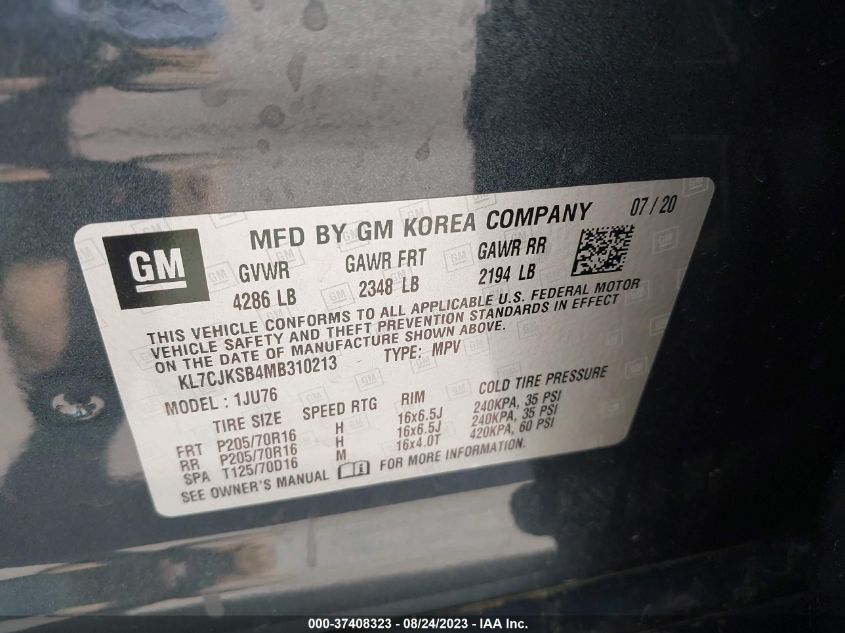 GM
MFD BY GM KOREA COMPANY 07 / 20
GVWR GAWR FRT GAWR RR
4286 LB 2348 LB 2194 LB
THIS VEHICLE CONFORMS TO ALL APPLICABLE U.S. FEDERAL MOTOR
VEHICLE SAFETY AND THEFT PREVENTION STANDARDS IN EFFECT
ON THE DATE OF MANUFACTURE SHOWN ABOVE.
KL7CJKSB4MB310213 TYPE: MPV
MODEL : 1JU76
TIRE SIZE SPEED RTG RIM COLD TIRE PRESSURE
FRT P205/70R16 H 16x6.5J 240KPA, 35 PSI
RR P205/70R16 H 16x6.5J 240KPA, 35 PSI
SPA T125/70D16 M 16x4.0T 420KPA, 60 PSI
SEE OWNER'S MANUAL FOR MORE INFORMATION.
000-37408323 - 08/24/2023 - IAA Inc.